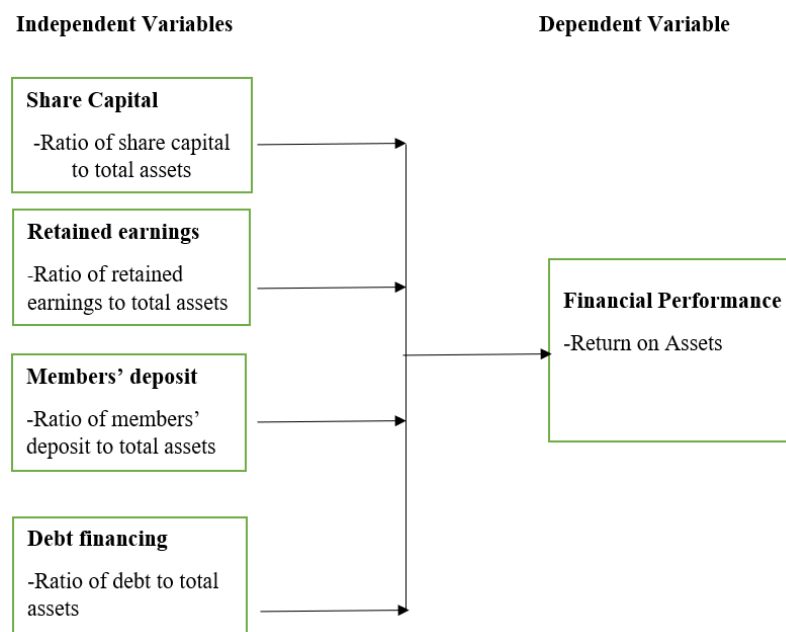 Independent Variables
Dependent Variable
Share Capital
-Ratio of share capital
to total assets
Retained earnings
-Ratio of retained
earnings to total assets
Members’ deposit
-Ratio of members’
deposit to total assets
Debt financing
-Ratio of debt to total
assets
Financial Performance
-Return on Assets